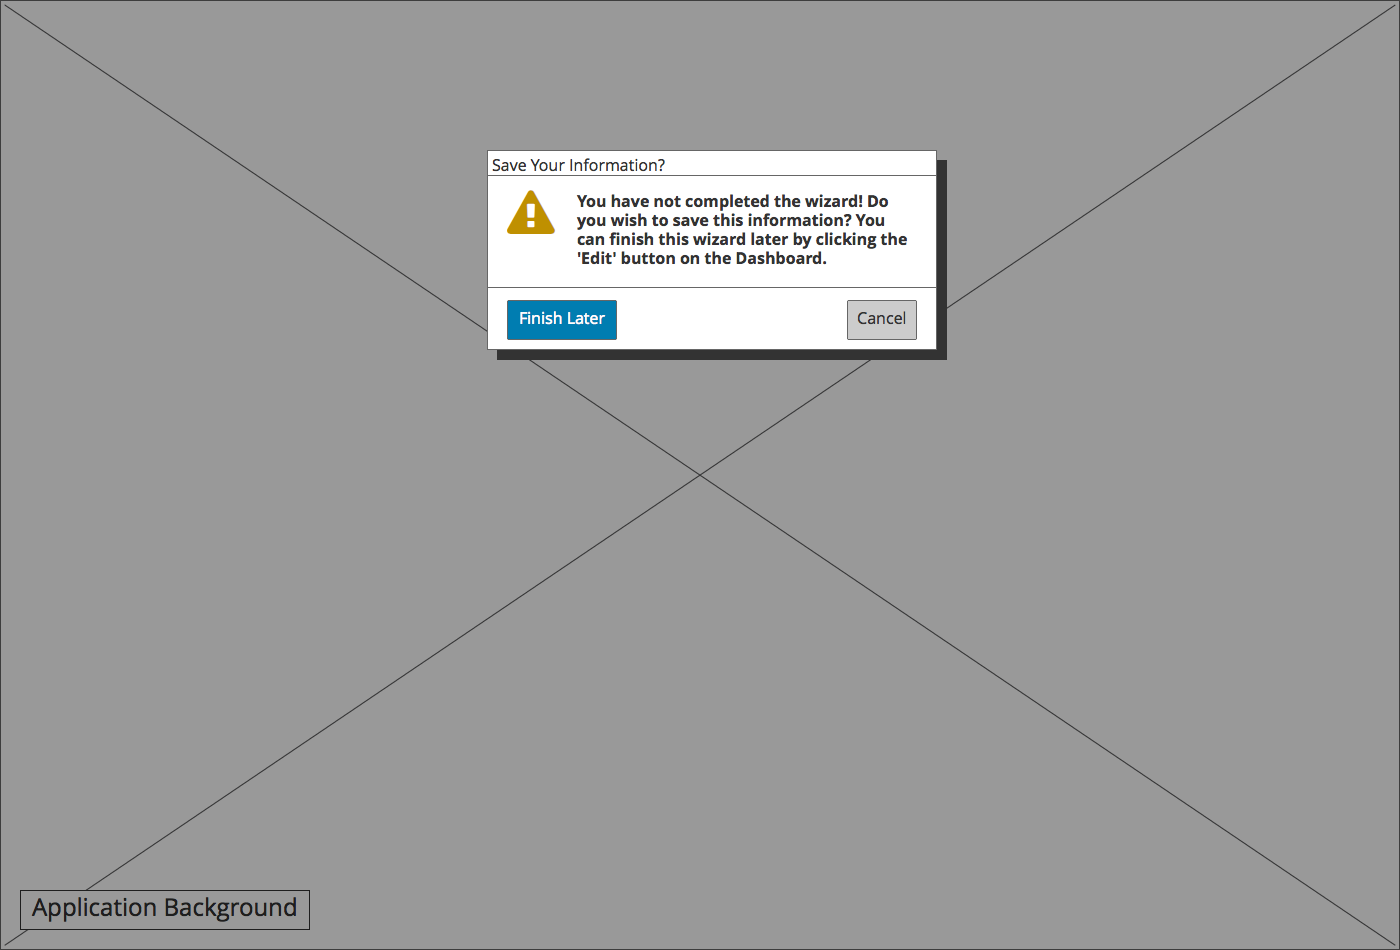 Save Your Information?
You have not completed the wizard! Do
you wish to save this information? You
can finish this wizard later by clicking the
'Edit' button on the Dashboard.
Finish Later
Cancel
Application Background